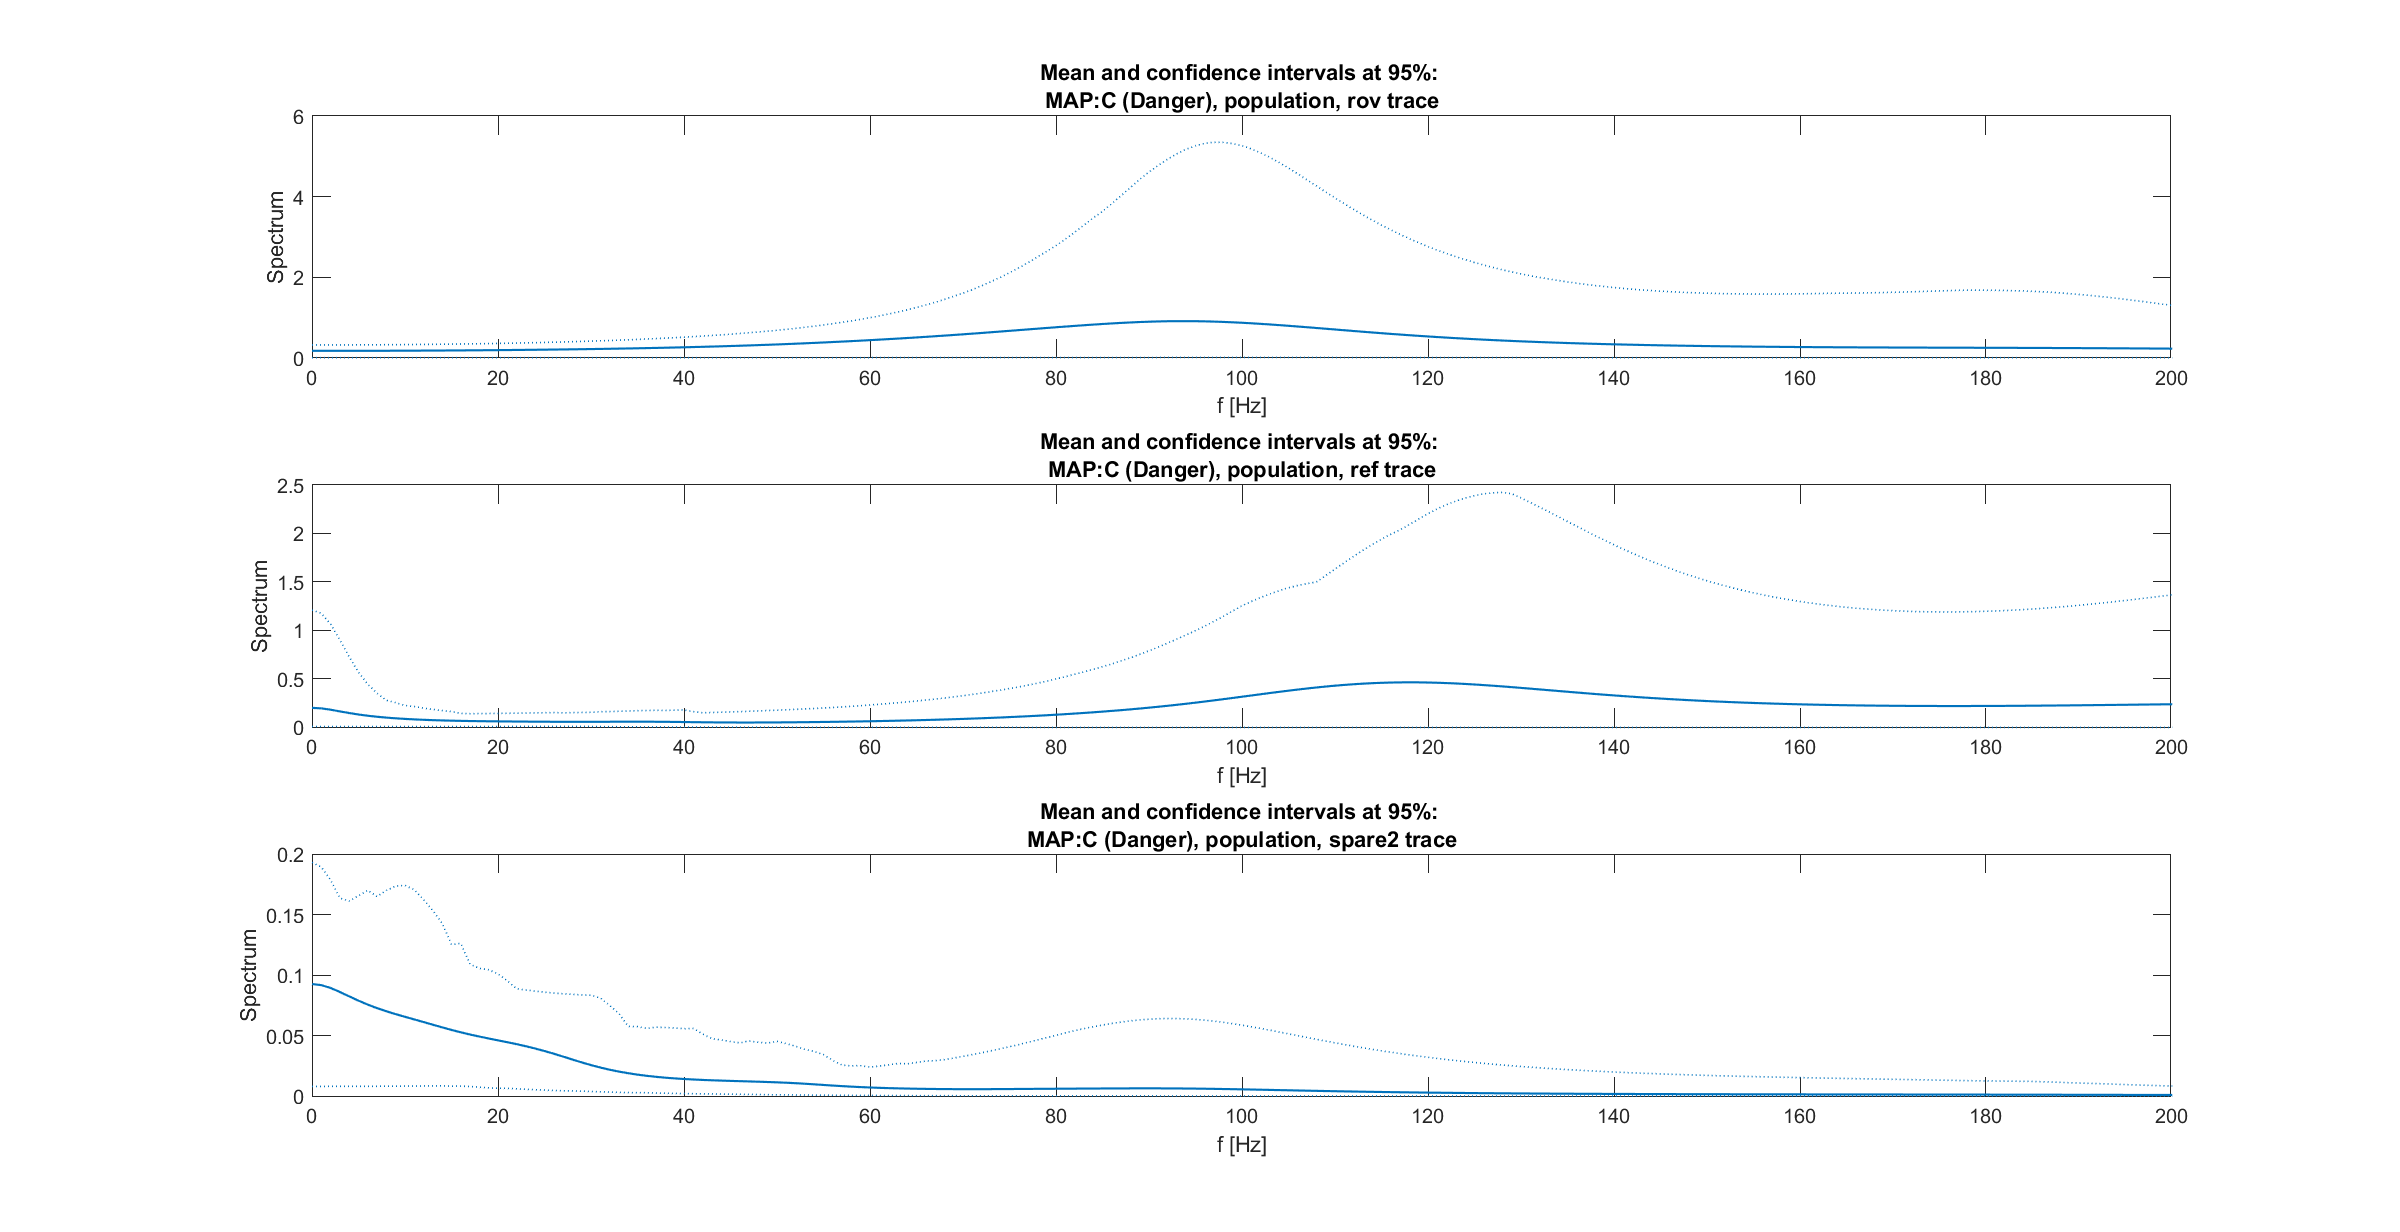 Mean and confidence intervals at 95%:
MAP:C (Danger), population, rov trace
6
4
2
0
Spectrum
0 20 40 60 80 100 120 140 160 180 200
f [Hz]
Mean and confidence intervals at 95%:
MAP:C (Danger), population, ref trace
2.5
2
1.5
1
0.5
0
Spectrum
0 20 40 60 80 100 120 140 160 180 200
f [Hz]
Mean and confidence intervals at 95%:
MAP:C (Danger), population, spare2 trace
0.2
0.15
0.1
0.05
0
Spectrum
0 20 40 60 80 100 120 140 160 180 200
f [Hz]